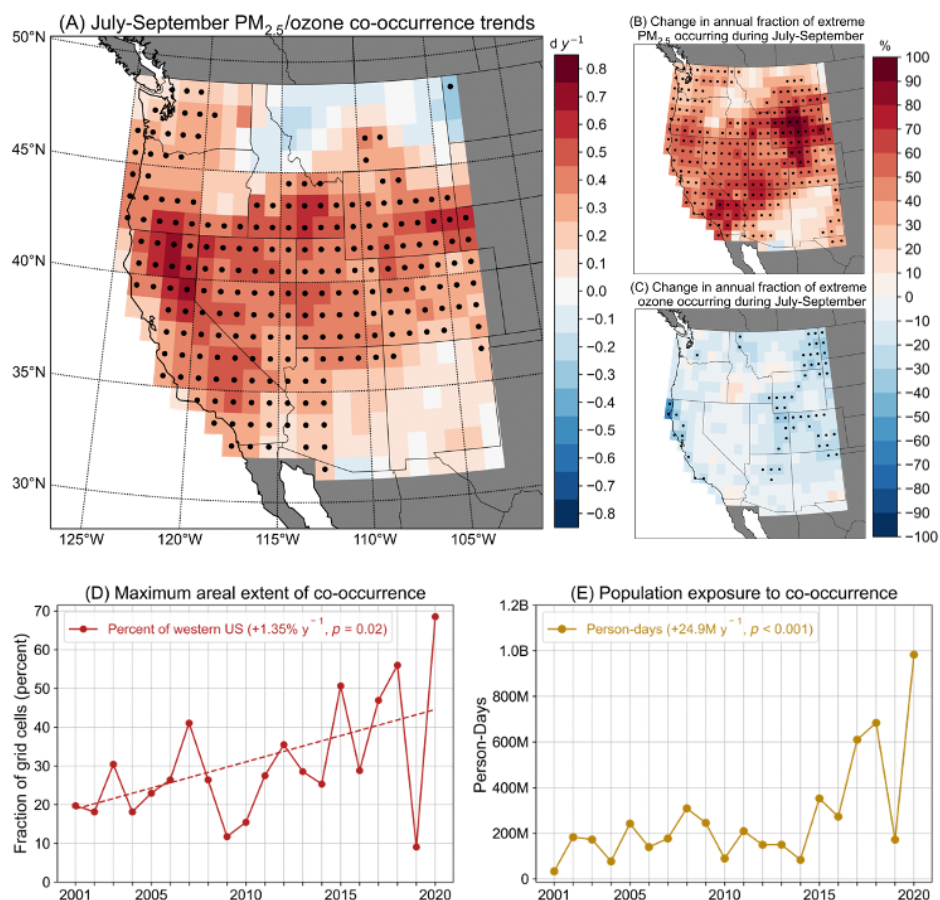 (A) July-September PM2.5/ozone co-occurrence trends
50°N
45°N
40°N
35°N
30°N
125°W
120°W
115°W
110°W
105°W
d y⁻¹
0.8
0.7
0.6
0.5
0.4
0.3
0.2
0.1
0.0
−0.1
−0.2
−0.3
−0.4
−0.5
−0.6
−0.7
−0.8
(B) Change in annual fraction of extreme
PM2.5 occurring during July-September
(C) Change in annual fraction of extreme
ozone occurring during July-September
%
100
90
80
70
60
50
40
30
20
10
0
−10
−20
−30
−40
−50
−60
−70
−80
−90
−100
(D) Maximum areal extent of co-occurrence
Percent of western US (+1.35% y⁻¹, p = 0.02)
Fraction of grid cells (percent)
70
60
50
40
30
20
10
0
2001
2005
2010
2015
2020
(E) Population exposure to co-occurrence
Person-days (+24.9M y⁻¹, p < 0.001)
Person-Days
1.2B
1.0B
800M
600M
400M
200M
0
2001
2005
2010
2015
2020